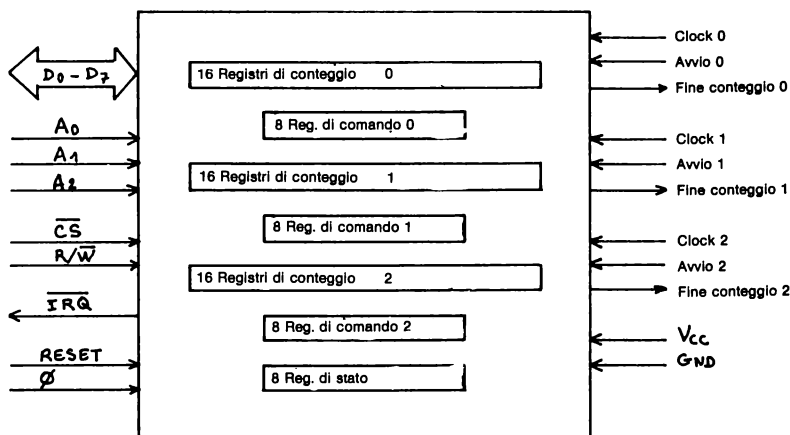 D0 - D7
A0
A1
A2
C̅S̅
R/W̅
I̅R̅Q̅
RESET
Ø
16 Registri di conteggio 0
8 Reg. di comando 0
16 Registri di conteggio 1
8 Reg. di comando 1
16 Registri di conteggio 2
8 Reg. di comando 2
8 Reg. di stato
Clock 0
Avvio 0
Fine conteggio 0
Clock 1
Avvio 1
Fine conteggio 1
Clock 2
Avvio 2
Fine conteggio 2
Vcc
GND